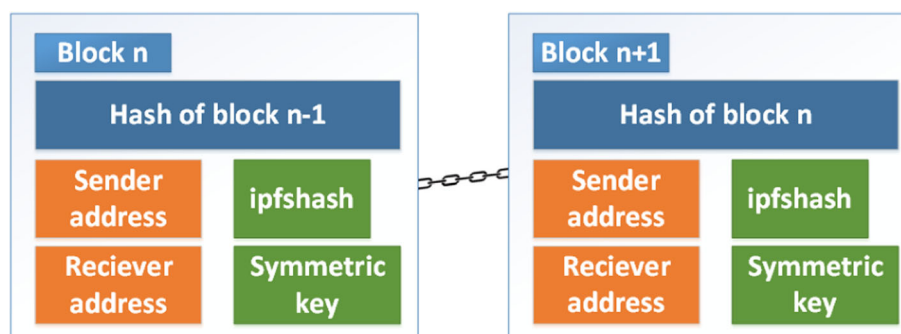 Block n
Hash of block n-1
Sender
address
ipfshash
Reciever
address
Symmetric
key
Block n+1
Hash of block n
Sender
address
ipfshash
Reciever
address
Symmetric
key